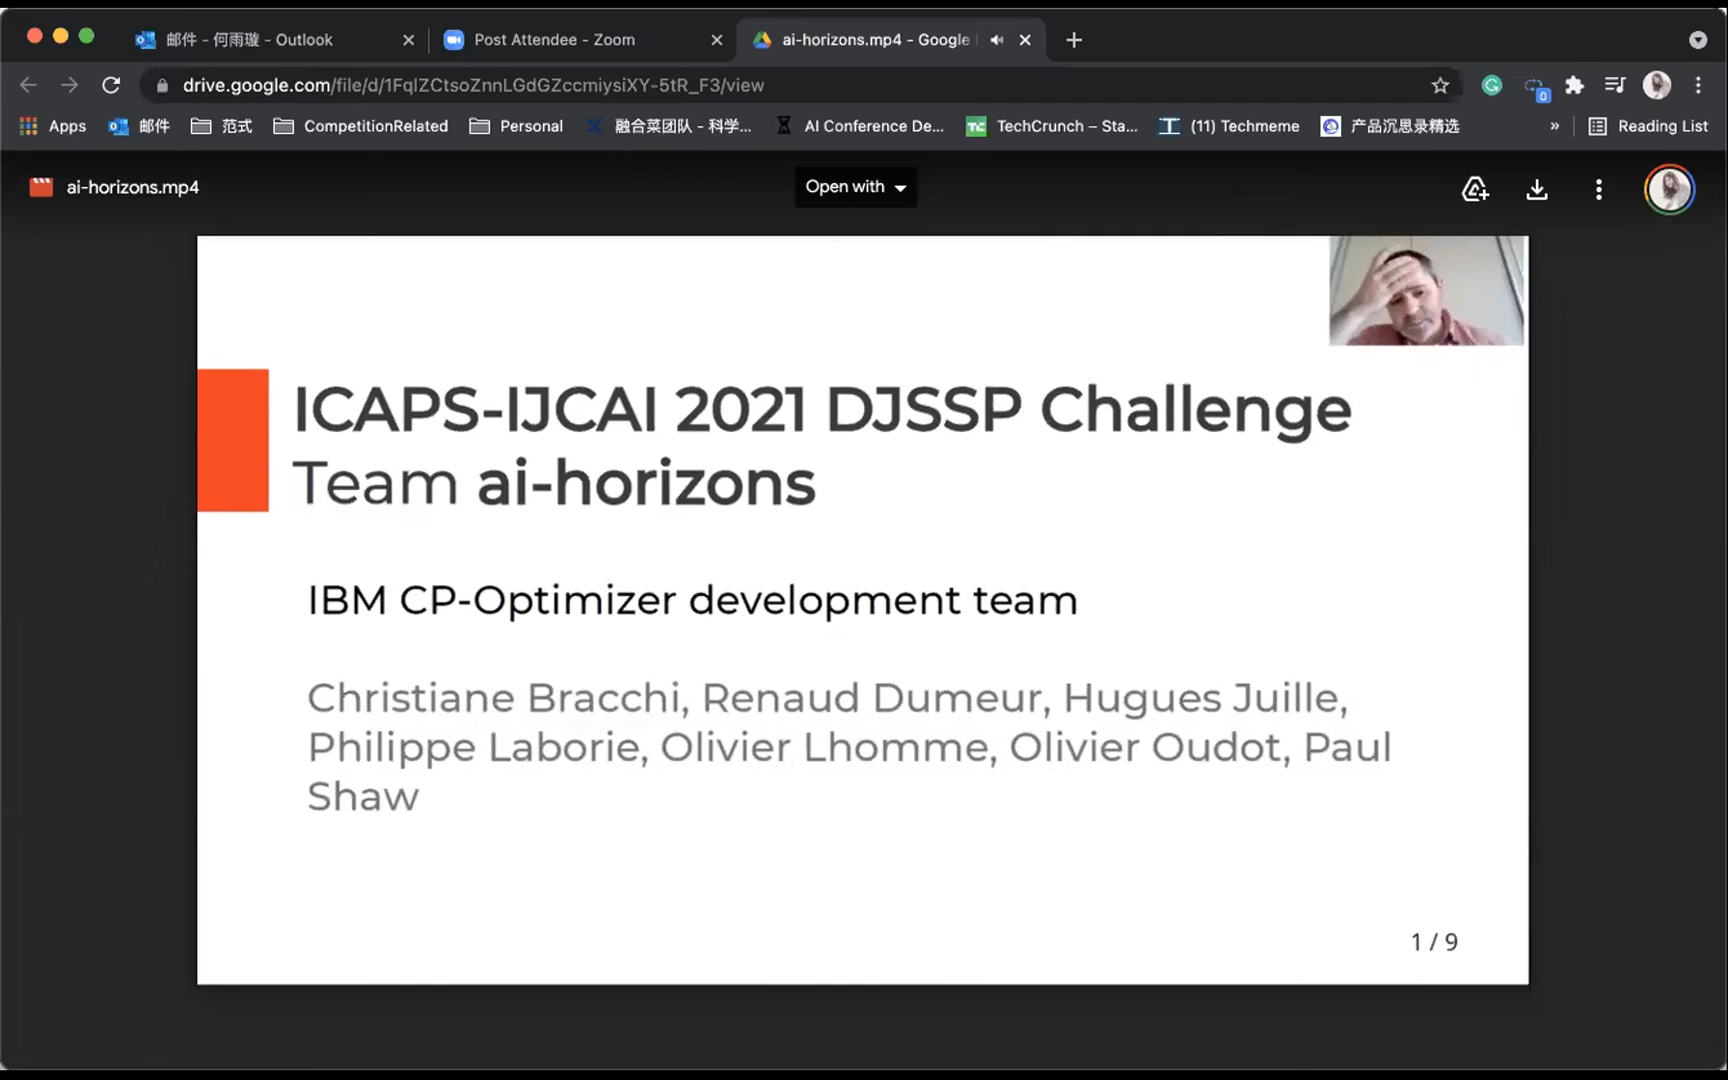 邮件 - 何雨璇 - Outlook
Post Attendee - Zoom
ai-horizons.mp4 - Google
drive.google.com/file/d/1FqlZCtsoZnnLGdGZccmiysiXY-5tR_F3/view
0
Apps
邮件
范式
CompetitionRelated
Personal
融合菜团队 - 科学...
AI Conference De...
TechCrunch – Sta...
(11) Techmeme
产品沉思录精选
»
Reading List
ai-horizons.mp4
Open with
ICAPS-IJCAI 2021 DJSSP Challenge
Team ai-horizons
IBM CP-Optimizer development team
Christiane Bracchi, Renaud Dumeur, Hugues Juille,
Philippe Laborie, Olivier Lhomme, Olivier Oudot, Paul
Shaw
1 / 9